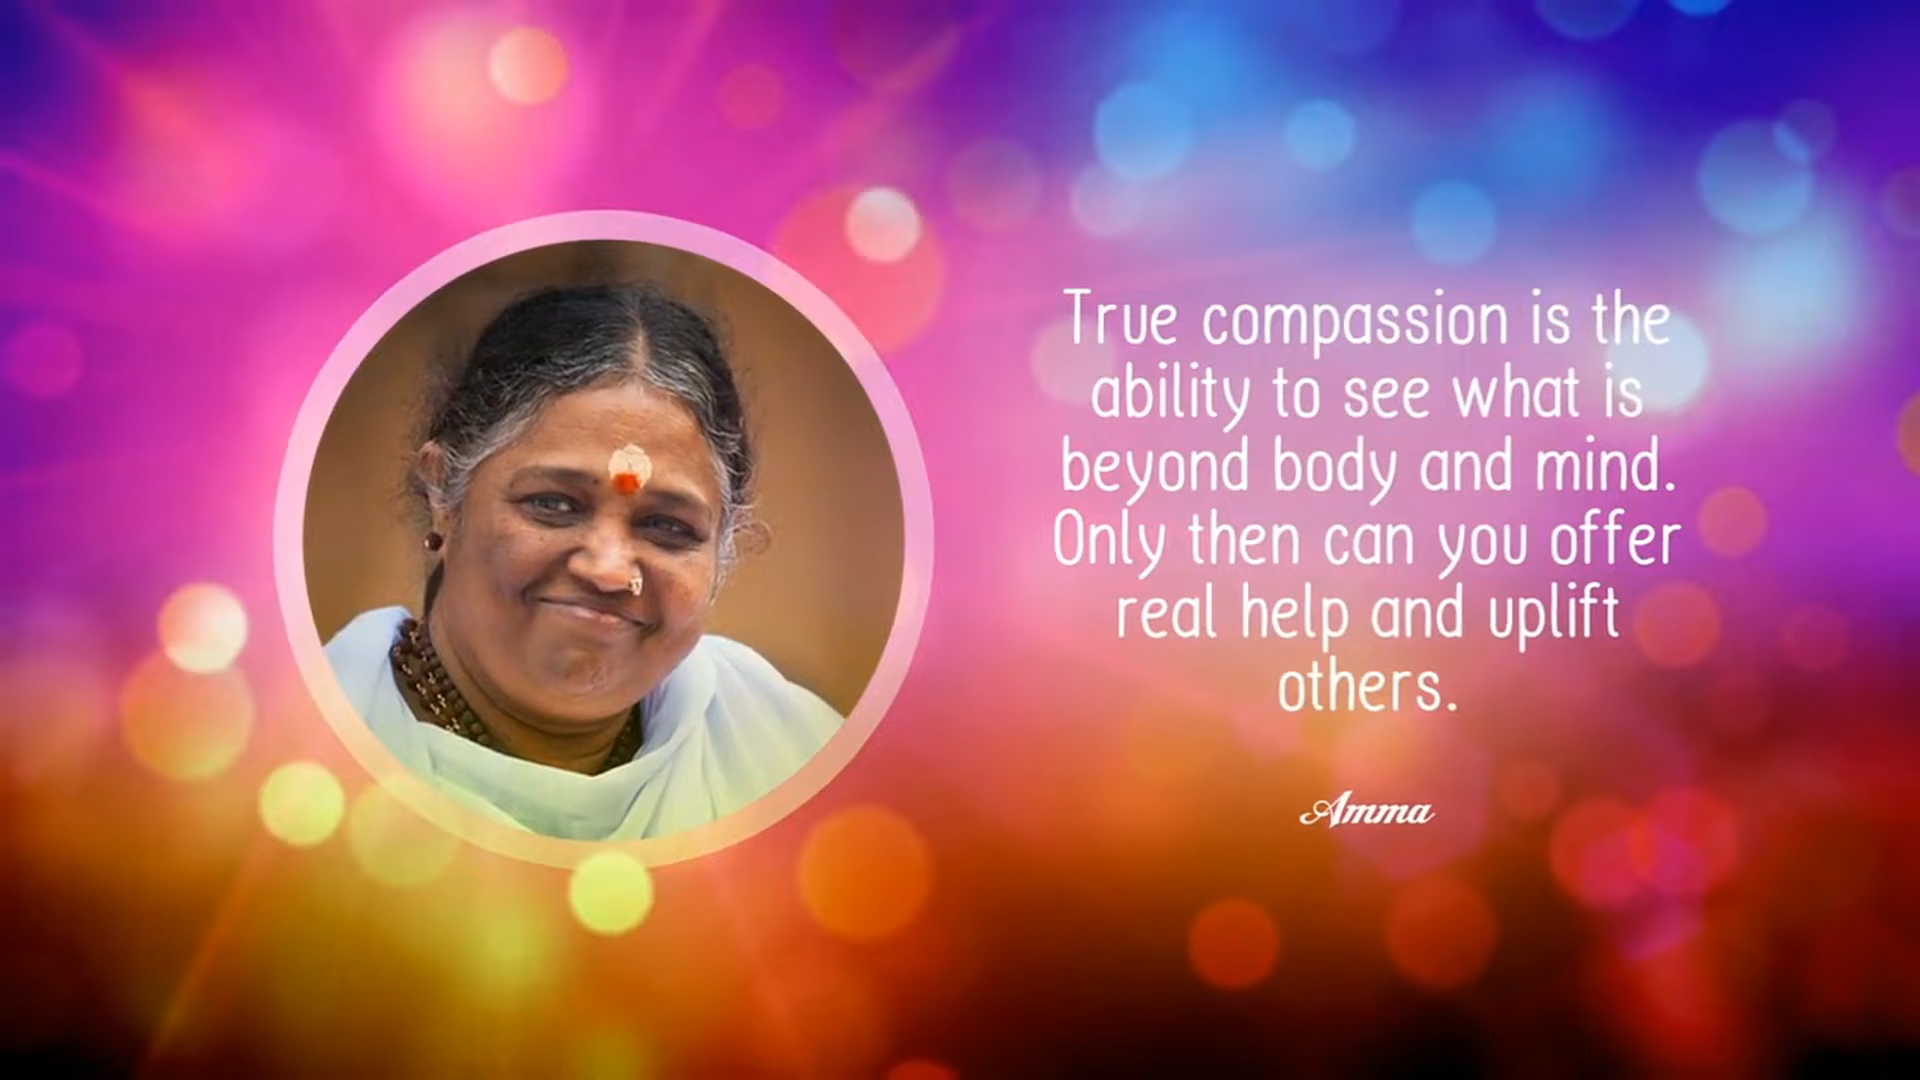 True compassion is the
ability to see what is
beyond body and mind.
Only then can you offer
real help and uplift
others.
Amma